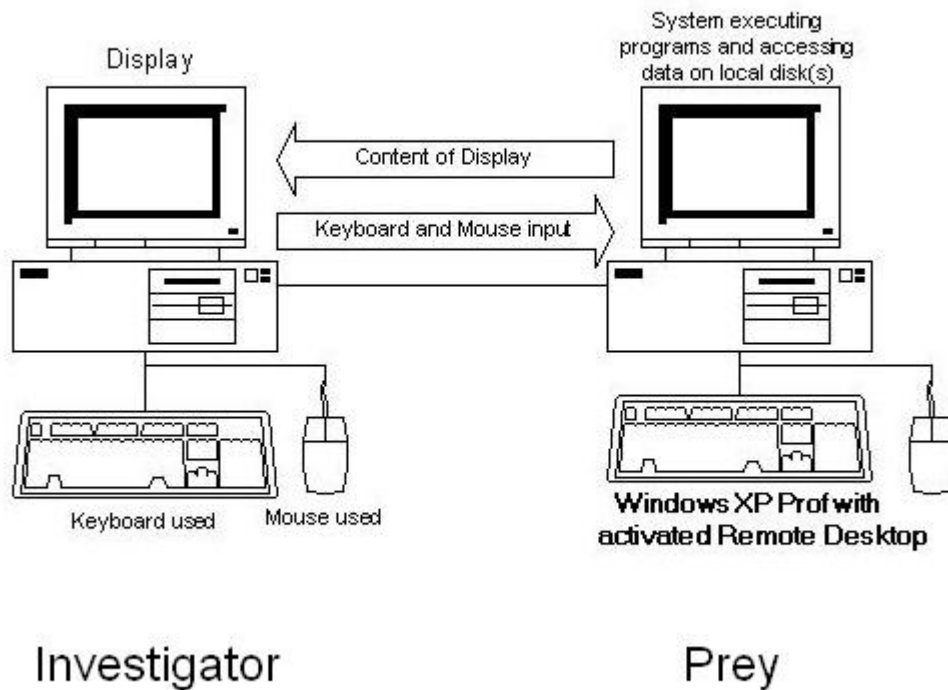 Display
System executing
programs and accessing
data on local disk(s)
Content of Display
Keyboard and Mouse input
Keyboard used
Mouse used
Windows XP Prof with
activated Remote Desktop
Investigator
Prey